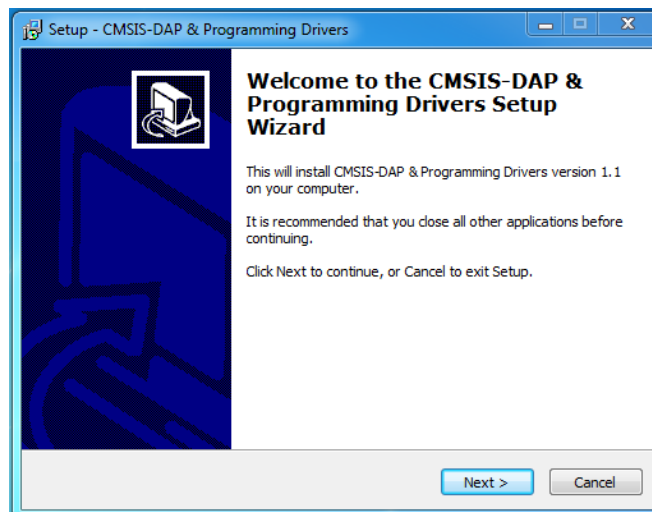 Setup - CMSIS-DAP & Programming Drivers
Welcome to the CMSIS-DAP &
Programming Drivers Setup
Wizard
This will install CMSIS-DAP & Programming Drivers version 1.1
on your computer.
It is recommended that you close all other applications before
continuing.
Click Next to continue, or Cancel to exit Setup.
Next > Cancel